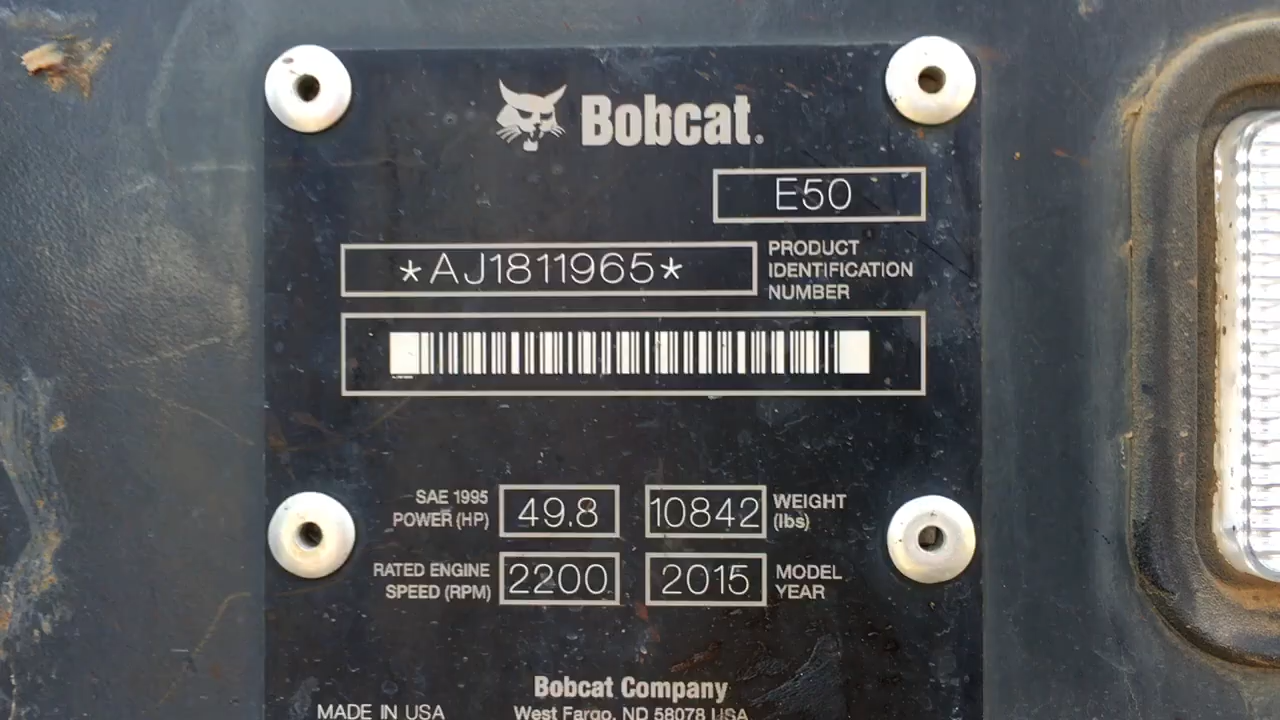 Bobcat.
E50
*AJ1811965*
PRODUCT
IDENTIFICATION
NUMBER
SAE 1995
POWER (HP)
49.8
10842
WEIGHT
(lbs)
RATED ENGINE
SPEED (RPM)
2200
2015
MODEL
YEAR
Bobcat Company
MADE IN USA
West Fargo, ND 58078 USA